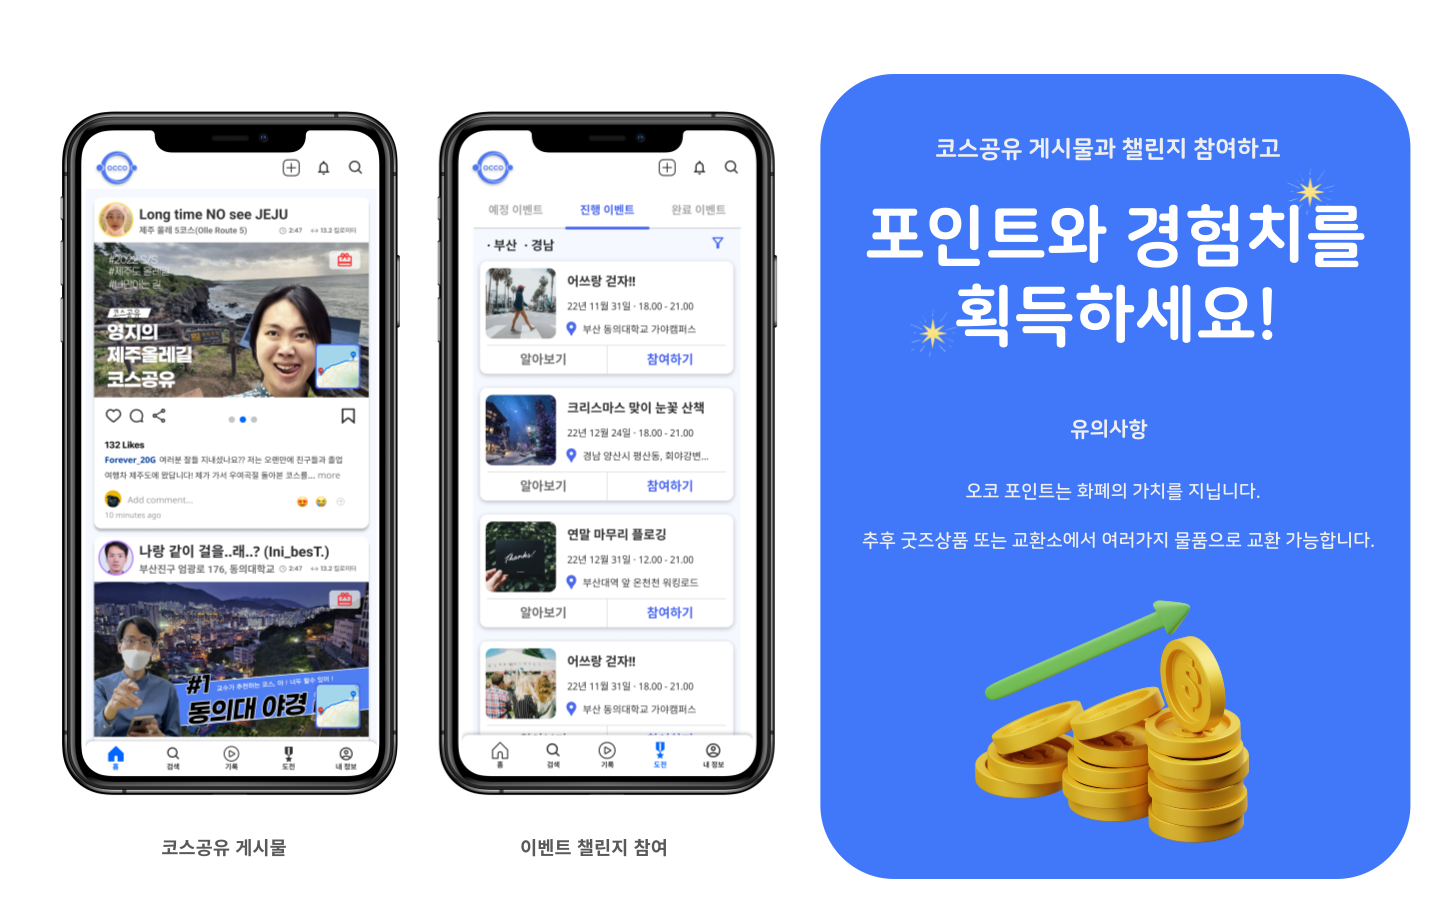 OCCO
Long time NO see JEJU
제주 올레 5코스(Olle Route 5)
2:47
13.2 킬로미터
#2022 S/S
#제주도 올레길
코스공유
영지의
제주올레길
코스공유
132 Likes
Forever_20G 여러분 잘들 지내셨나요?? 저는 오랜만에 친구들과 졸업
여행차 제주도에 왔답니다! 제가 가서 우여곡절 돌아본 코스를... more
Add comment...
10 minutes ago
나랑 같이 걸을..래..? (Ini_besT.)
부산진구 엄광로 176, 동의대학교
2:47
13.2 킬로미터
#1 교수가 추천하는 코스, 야! 너두 할수 있어!
동의대 야경
홈
검색
기록
도전
내 정보
코스공유 게시물
OCCO
예정 이벤트
진행 이벤트
완료 이벤트
· 부산 · 경남
어쓰랑 걷자!!
22년 11월 31일 · 18.00 - 21.00
부산 동의대학교 가야캠퍼스
알아보기
참여하기
크리스마스 맞이 눈꽃 산책
22년 12월 24일 · 18.00 - 21.00
경남 양산시 평산동, 회야강변...
알아보기
참여하기
Thanks!
연말 마무리 플로깅
22년 12월 31일 · 12.00 - 21.00
부산대역 앞 온천천 워킹로드
알아보기
참여하기
어쓰랑 걷자!!
22년 11월 31일 · 18.00 - 21.00
부산 동의대학교 가야캠퍼스
홈
검색
기록
도전
내 정보
이벤트 챌린지 참여
코스공유 게시물과 챌린지 참여하고
포인트와 경험치를
획득하세요!
유의사항
오코 포인트는 화폐의 가치를 지닙니다.
추후 굿즈상품 또는 교환소에서 여러가지 물품으로 교환 가능합니다.